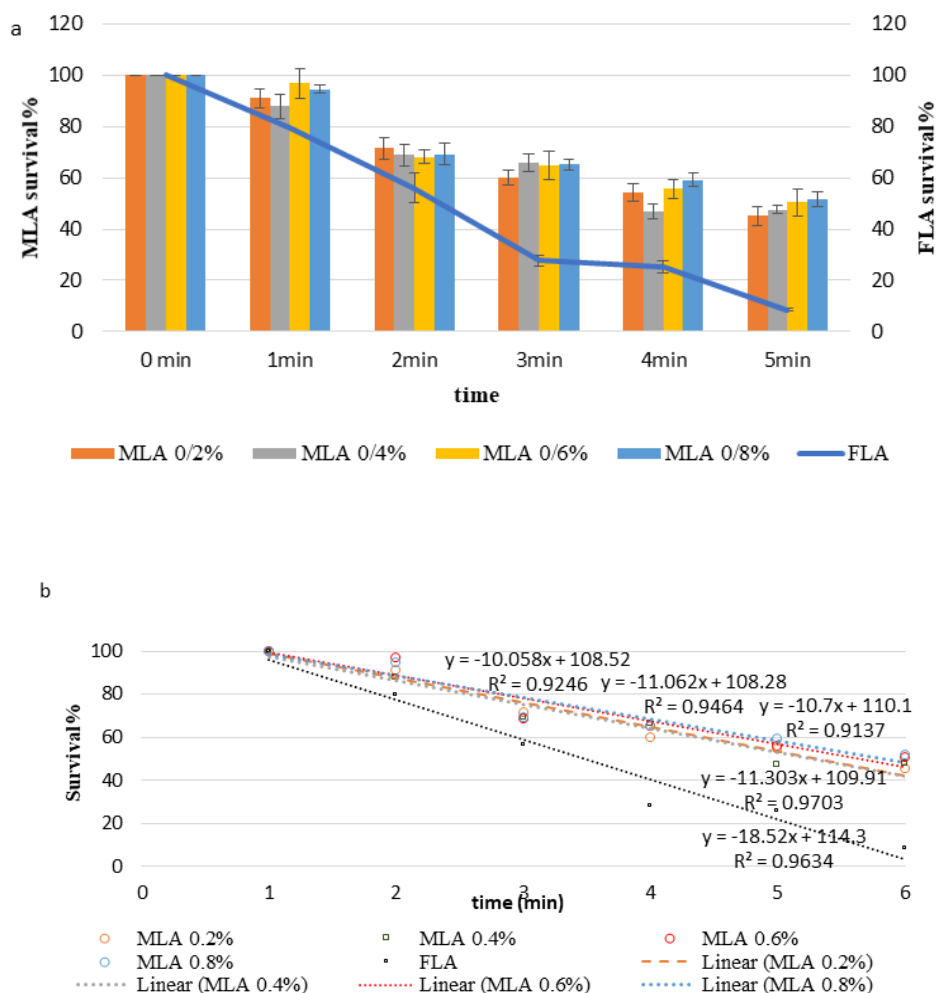 a
120
100
80
60
40
20
0
MLA survival%
120
100
80
60
40
20
0
FLA survival%
0 min 1min 2min 3min 4min 5min
time
MLA 0/2% MLA 0/4% MLA 0/6% MLA 0/8% FLA
b
100
80
60
40
20
0
Survival%
y = -10.058x + 108.52
R² = 0.9246
y = -11.062x + 108.28
R² = 0.9464
y = -10.7x + 110.1
R² = 0.9137
y = -11.303x + 109.91
R² = 0.9703
y = -18.52x + 114.3
R² = 0.9634
0 1 2 3 4 5 6
time (min)
MLA 0.2% MLA 0.4% MLA 0.6%
MLA 0.8% FLA Linear (MLA 0.2%)
Linear (MLA 0.4%) Linear (MLA 0.6%) Linear (MLA 0.8%)